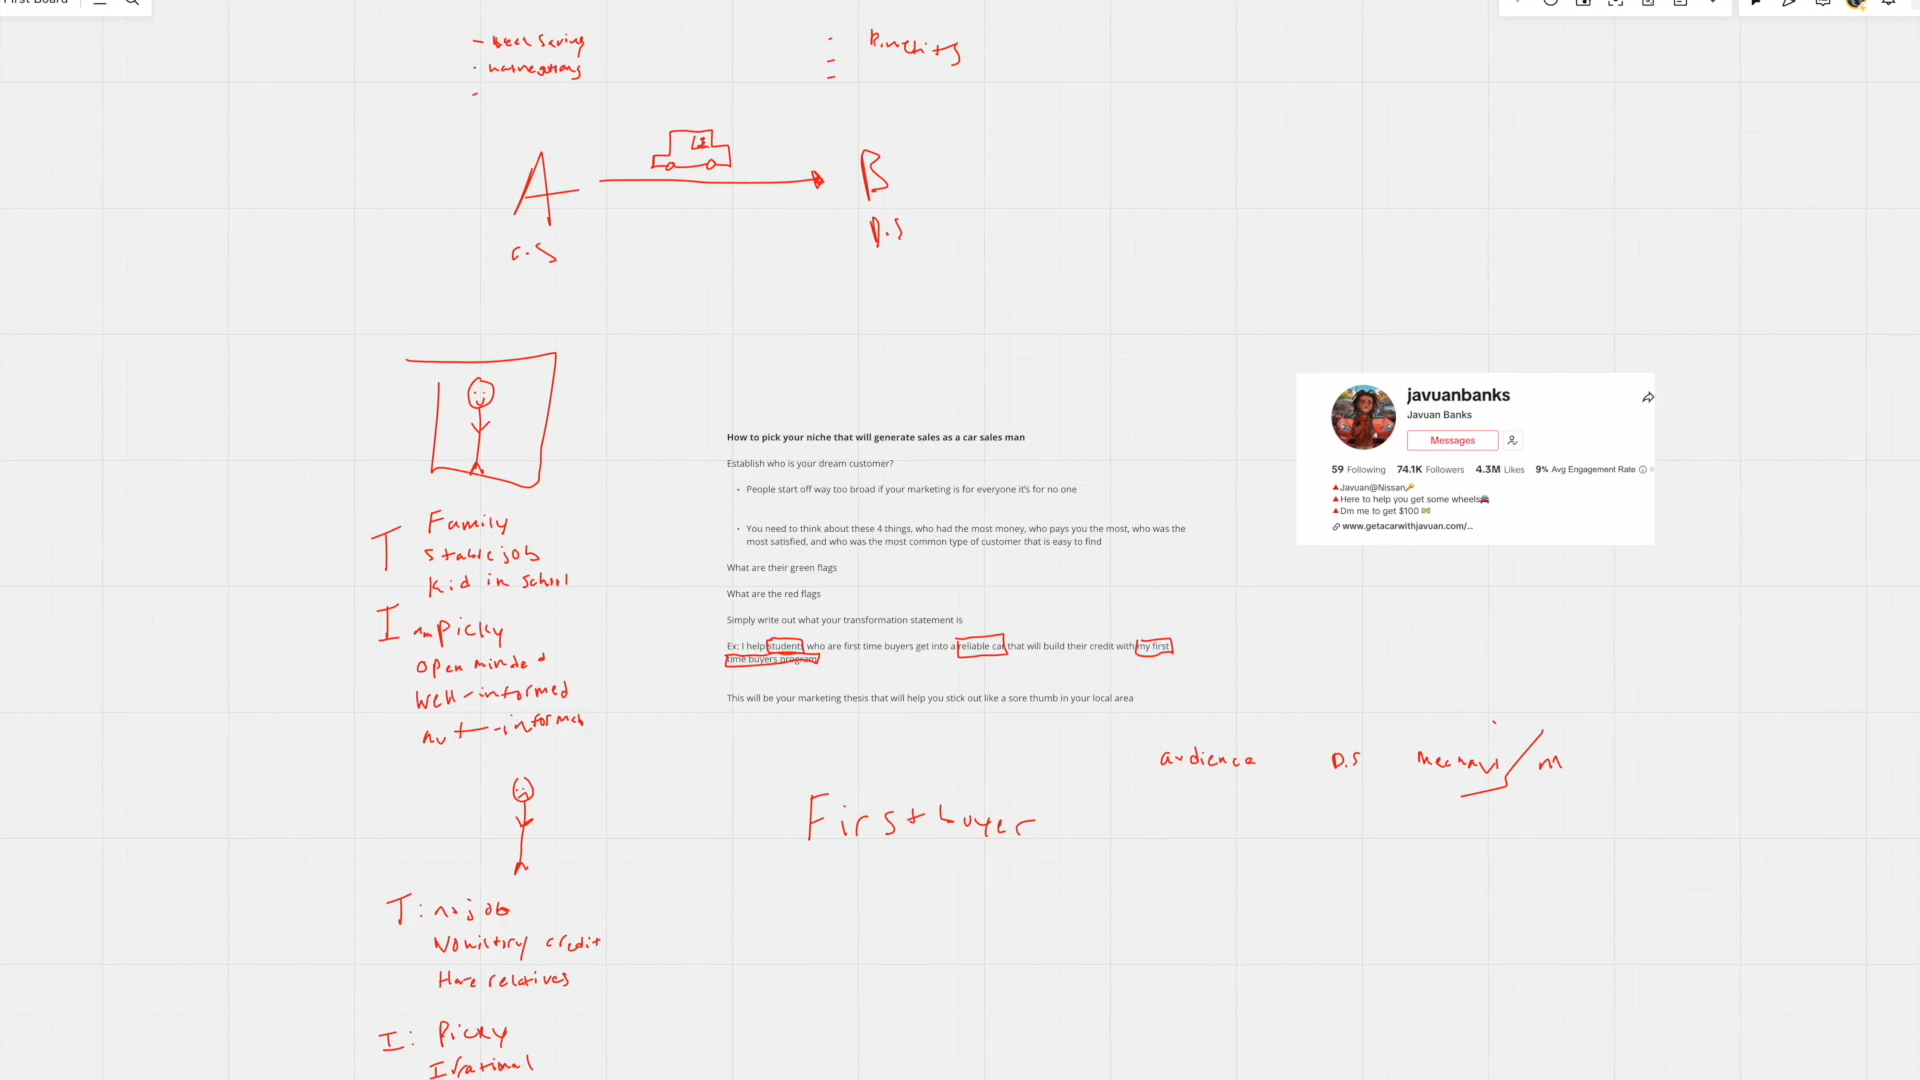 First Board
Been Saving
Benefits
A
B
D.S
C.S
javuanbanks
Javuan Banks
Messages
59 Following 74.1K Followers 4.3M Likes 9% Avg Engagement Rate
Javuan@Nissan
Here to help you get some wheels
Dm me to get $100
www.getacarwithjavuan.com/...
How to pick your niche that will generate sales as a car sales man
Establish who is your dream customer?
• People start off way too broad if your marketing is for everyone it's for no one
• You need to think about these 4 things, who had the most money, who pays you the most, who was the
most satisfied, and who was the most common type of customer that is easy to find
What are their green flags
What are the red flags
Simply write out what your transformation statement is
Ex: I help students who are first time buyers get into a reliable car that will build their credit with my first
time buyers program
This will be your marketing thesis that will help you stick out like a sore thumb in your local area
T Family
stable job
kid in school
I picky
open minded
well-informed
-informed
audience D.S
First buyer
T: no job
credit
Have relatives
I: Picky
Irrational